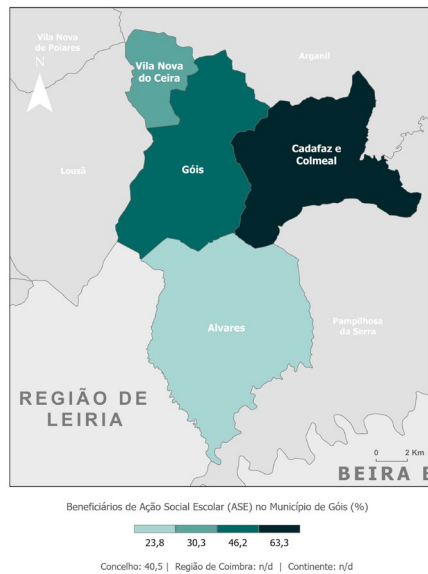 Vila Nova
de Poiares
N
Arganil
Vila Nova
do Ceira
Góis
Cadafaz e
Colmeal
Lousã
Alvares
Pampilhosa
da Serra
REGIÃO DE
LEIRIA
0 2 Km
BEIRA
Beneficiários de Ação Social Escolar (ASE) no Município de Góis (%)
23,8 30,3 46,2 63,3
Concelho: 40,5 | Região de Coimbra: n/d | Continente: n/d